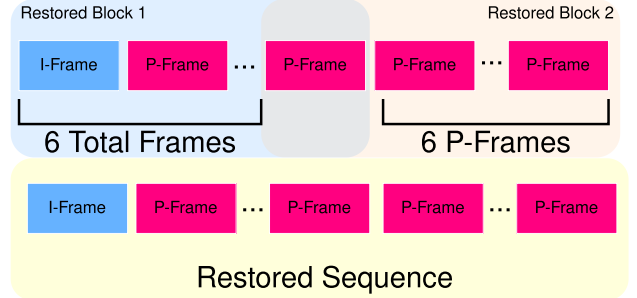 Restored Block 1
Restored Block 2
I-Frame P-Frame ... P-Frame P-Frame ... P-Frame
6 Total Frames
6 P-Frames
I-Frame P-Frame ... P-Frame P-Frame ... P-Frame
Restored Sequence